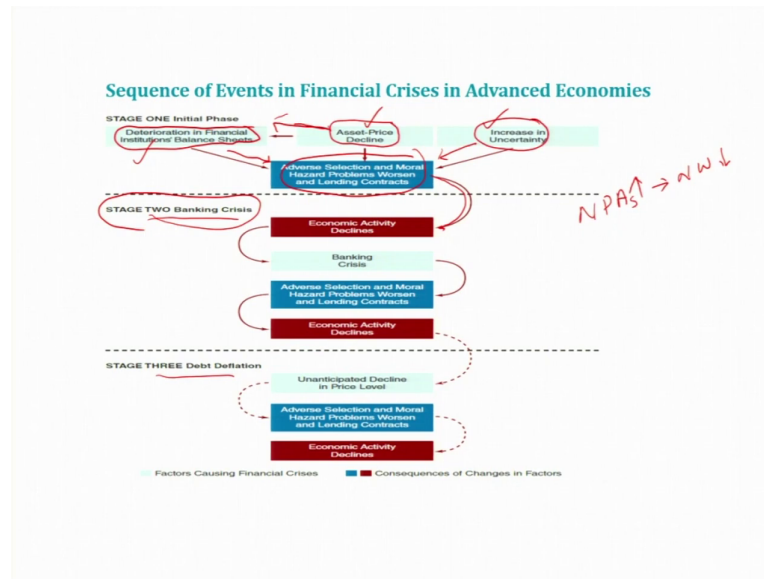 Sequence of Events in Financial Crises in Advanced Economies
STAGE ONE Initial Phase
Deterioration in Financial
Institutions' Balance Sheets
Asset-Price
Decline
Increase in
Uncertainty
Adverse Selection and Moral
Hazard Problems Worsen
and Lending Contracts
NPAs↑ → NW↓
STAGE TWO Banking Crisis
Economic Activity
Declines
Banking
Crisis
Adverse Selection and Moral
Hazard Problems Worsen
and Lending Contracts
Economic Activity
Declines
STAGE THREE Debt Deflation
Unanticipated Decline
in Price Level
Adverse Selection and Moral
Hazard Problems Worsen
and Lending Contracts
Economic Activity
Declines
Factors Causing Financial Crises
Consequences of Changes in Factors